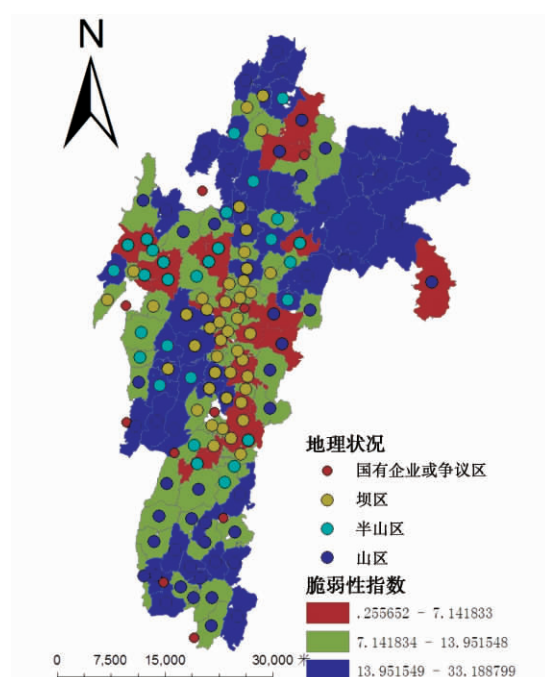 N
地理状况
国有企业或争议区
坝区
半山区
山区
脆弱性指数
.255652 - 7.141833
7.141834 - 13.951548
13.951549 - 33.188799
0 7,500 15,000 30,000 米